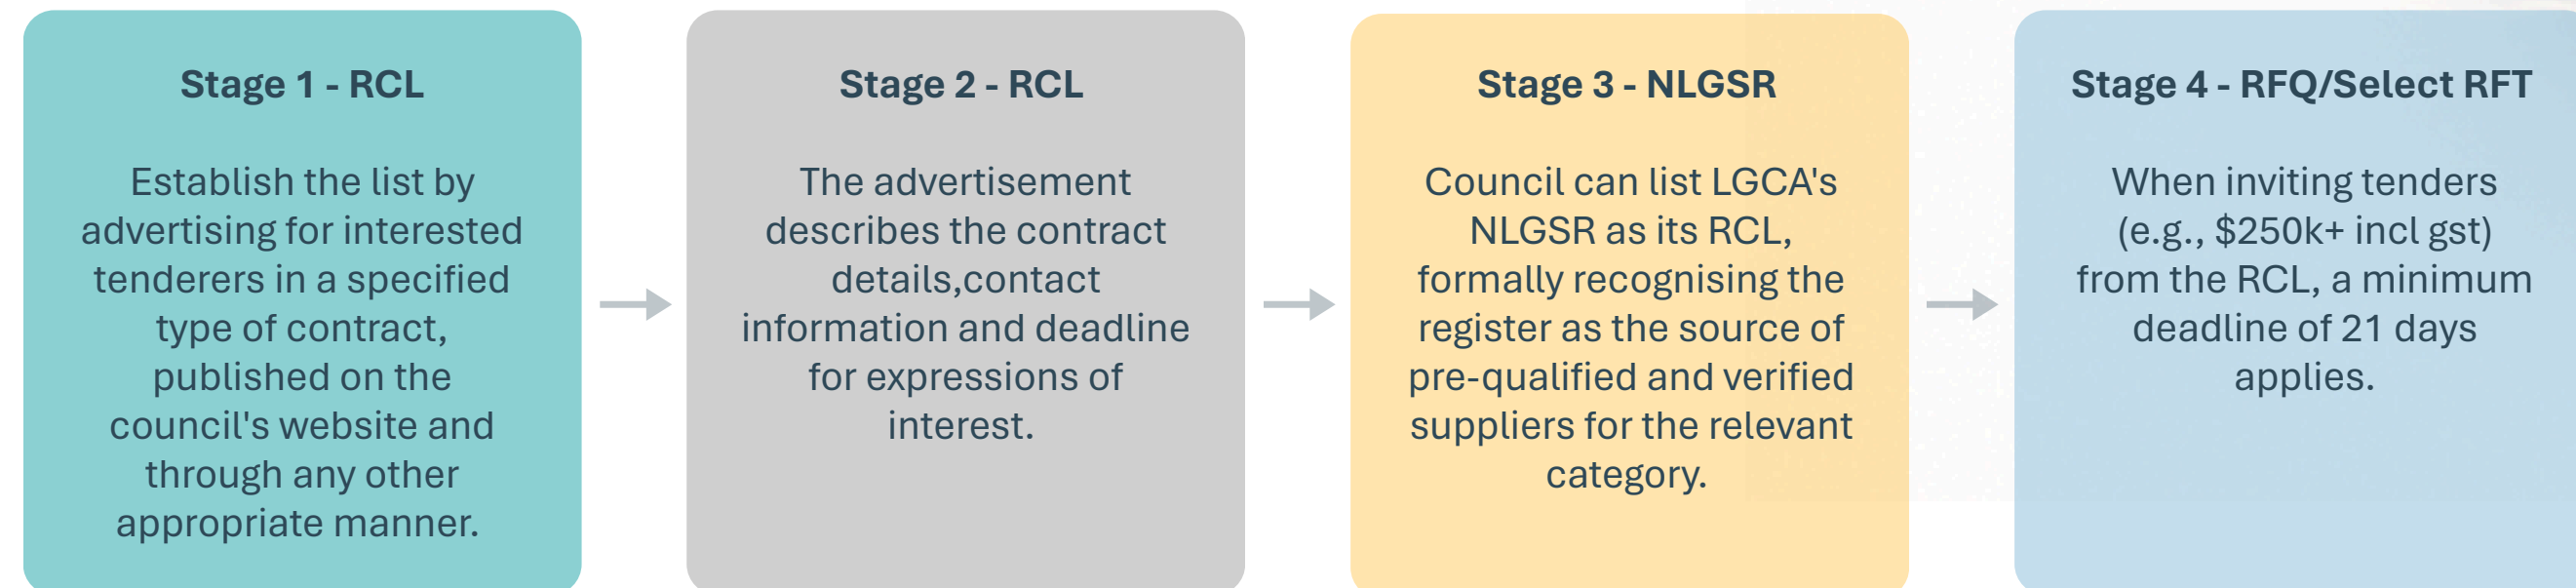 Stage 1 - RCL
Establish the list by
advertising for interested
tenderers in a specified
type of contract,
published on the
council's website and
through any other
appropriate manner.
Stage 2 - RCL
The advertisement
describes the contract
details,contact
information and deadline
for expressions of
interest.
Stage 3 - NLGSR
Council can list LGCA's
NLGSR as its RCL,
formally recognising the
register as the source of
pre-qualified and verified
suppliers for the relevant
category.
Stage 4 - RFQ/Select RFT
When inviting tenders
(e.g., $250k+ incl gst)
from the RCL, a minimum
deadline of 21 days
applies.